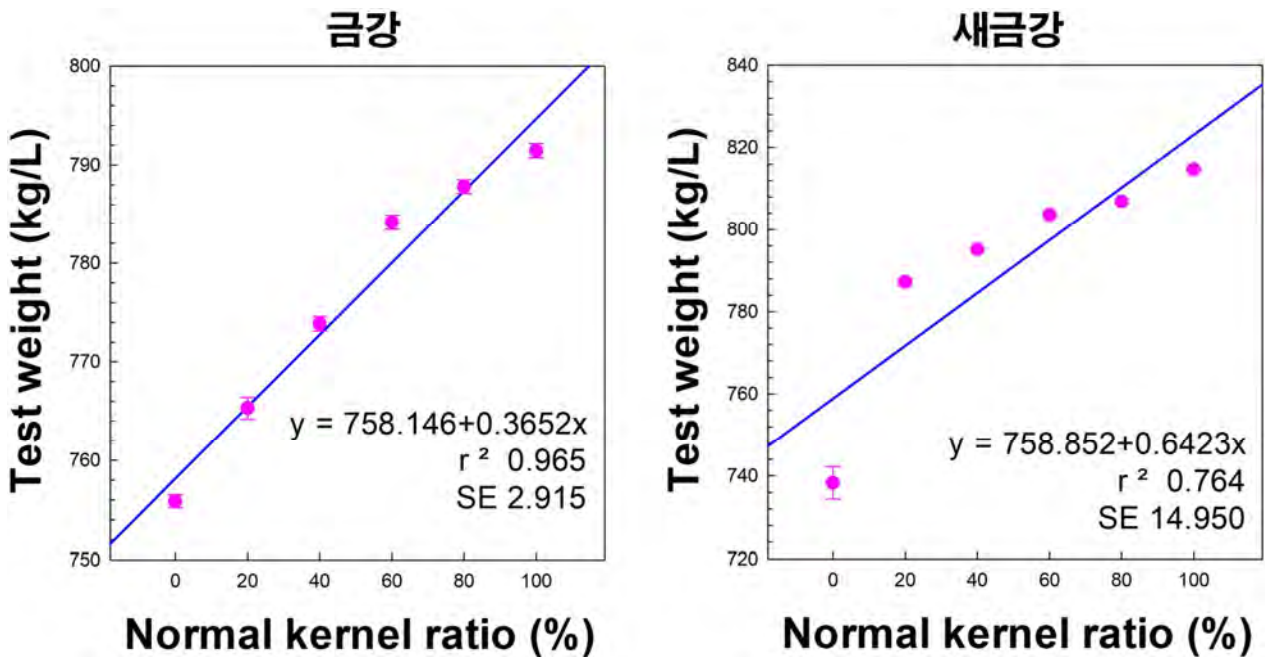 금강
Test weight (kg/L)
800
790
780
770
760
750
y = 758.146+0.3652x
r ² 0.965
SE 2.915
0 20 40 60 80 100
Normal kernel ratio (%)
새금강
Test weight (kg/L)
840
820
800
780
760
740
720
y = 758.852+0.6423x
r ² 0.764
SE 14.950
0 20 40 60 80 100
Normal kernel ratio (%)